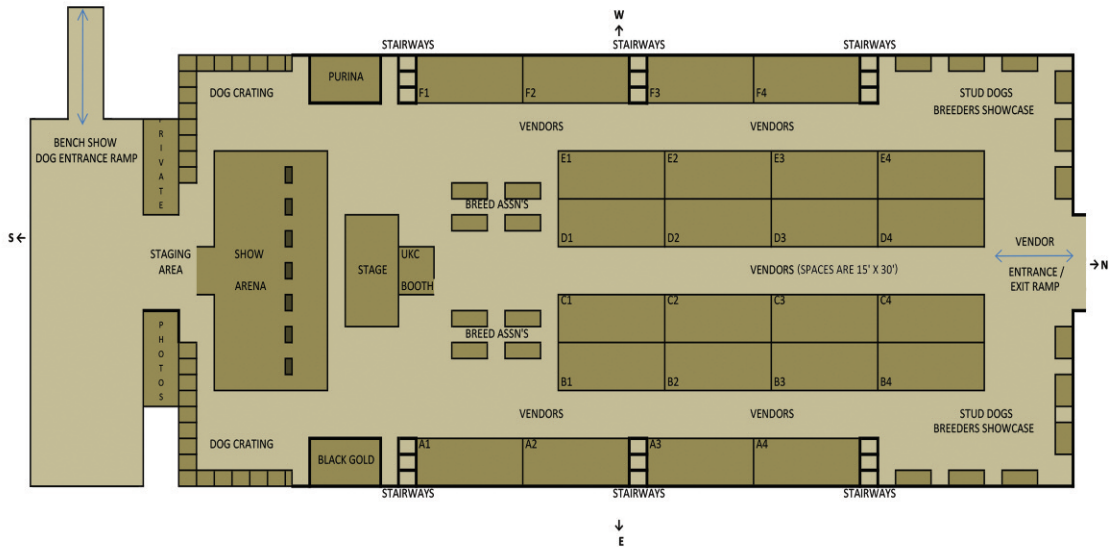 W
STAIRWAYS
STAIRWAYS
STAIRWAYS
PURINA
DOG CRATING
F1
F2
F3
F4
STUD DOGS
BREEDERS SHOWCASE
VENDORS
VENDORS
BENCH SHOW
DOG ENTRANCE RAMP
PRIVATE
E1
E2
E3
E4
BREED ASSN'S
D1
D2
D3
D4
S
STAGING
AREA
SHOW
ARENA
STAGE
UKC
BOOTH
VENDORS (SPACES ARE 15' X 30')
VENDOR
ENTRANCE /
EXIT RAMP
N
C1
C2
C3
C4
PHOTOS
BREED ASSN'S
B1
B2
B3
B4
VENDORS
VENDORS
STUD DOGS
BREEDERS SHOWCASE
DOG CRATING
BLACK GOLD
A1
A2
A3
A4
STAIRWAYS
STAIRWAYS
STAIRWAYS
E